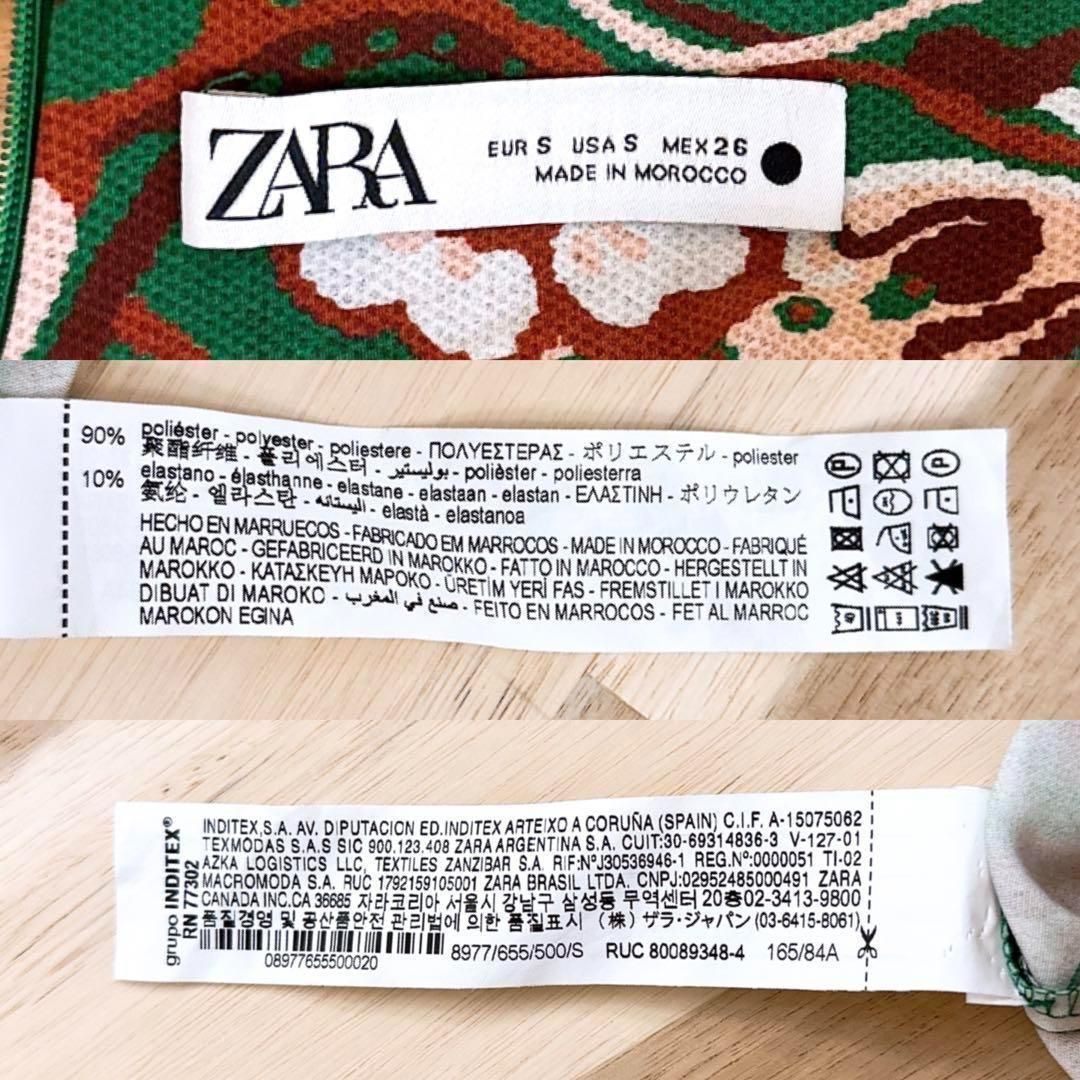 ZARA
EUR S USA S MEX 26
MADE IN MOROCCO
90% poliéster - polyester - poliestere - ΠΟΛΥΕΣΤΕΡΑΣ - ポリエステル - poliester
聚酯纤维 - 폴리에스터 - بوليستير - polièster - poliesterra
10% elastano - élasthanne - elastane - elastaan - elastan - ΕΛΑΣΤΙΝΗ - ポリウレタン
氨纶 - 엘라스탄 - اليستانه - elastà - elastanoa
HECHO EN MARRUECOS - FABRICADO EM MARROCOS - MADE IN MOROCCO - FABRIQUÉ
AU MAROC - GEFABRICEERD IN MAROKKO - FATTO IN MAROCCO - HERGESTELLT IN
MAROKKO - ΚΑΤΑΣΚΕΥΗ ΜΑΡΟΚΟ - ÜRETİM YERİ FAS - FREMSTILLET I MAROKKO
DIBUAT DI MAROKO - صنع في المغرب - FEITO EN MARROCOS - FET AL MARROC
MAROKON EGINA
grupo INDITEX®
RN 77302
INDITEX,S.A. AV. DIPUTACION ED.INDITEX ARTEIXO A CORUÑA (SPAIN) C.I.F. A-15075062
TEXMODAS S.A.S SIC 900.123.408 ZARA ARGENTINA S.A. CUIT:30-69314836-3 V-127-01
AZKA LOGISTICS LLC, TEXTILES ZANZIBAR S.A. RIF:NºJ30536946-1 REG.Nº:0000051 TI-02
MACROMODA S.A. RUC 1792159105001 ZARA BRASIL LTDA. CNPJ:02952485000491 ZARA
CANADA INC.CA 36685 자라코리아 서울시 강남구 삼성동 무역센터 20층02-3413-9800
품질경영 및 공산품안전 관리법에 의한 품질표시 (株) ザラ・ジャパン (03-6415-8061)
08977655500020 8977/655/500/S RUC 80089348-4 165/84A